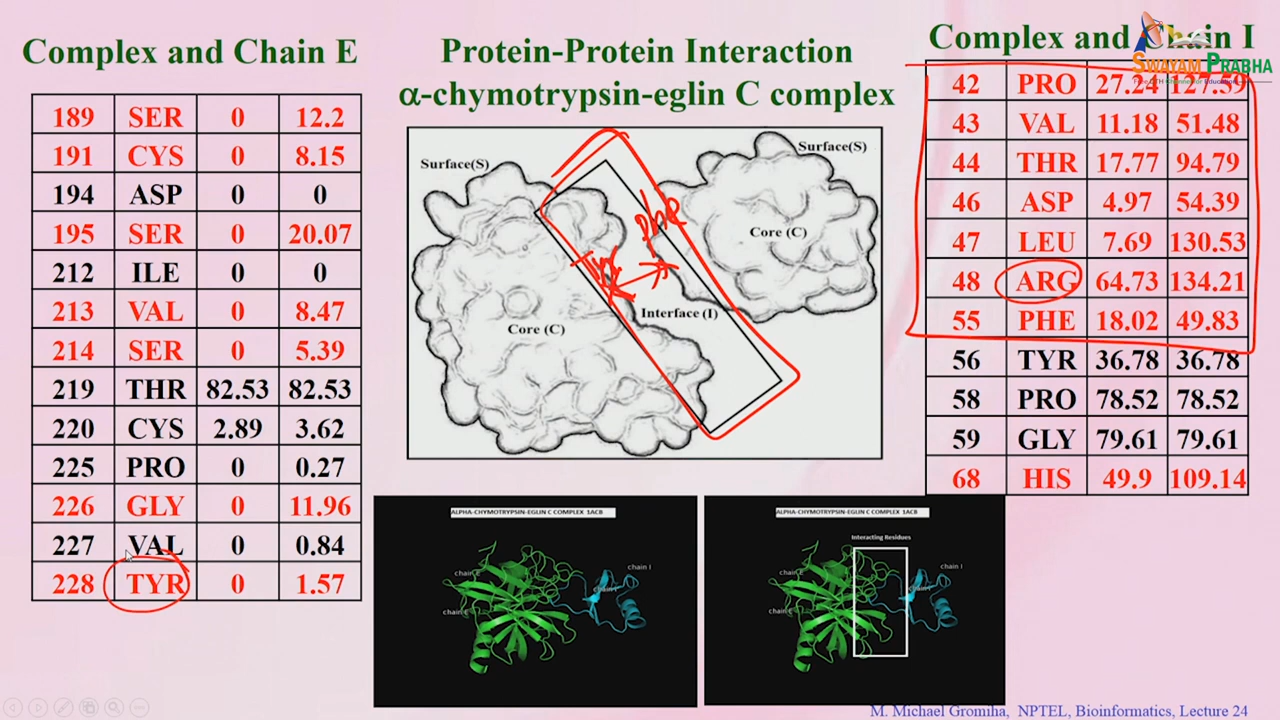 Complex and Chain E
189 SER 0 12.2
191 CYS 0 8.15
194 ASP 0 0
195 SER 0 20.07
212 ILE 0 0
213 VAL 0 8.47
214 SER 0 5.39
219 THR 82.53 82.53
220 CYS 2.89 3.62
225 PRO 0 0.27
226 GLY 0 11.96
227 VAL 0 0.84
228 TYR 0 1.57
Protein-Protein Interaction
α-chymotrypsin-eglin C complex
Surface(S)
Surface(S)
Phe
Core (C)
Tyr
Interface (I)
Core (C)
ALPHA-CHYMOTRYPSIN-EGLIN C COMPLEX 1ACB
chain E
chain I
chain E
ALPHA-CHYMOTRYPSIN-EGLIN C COMPLEX 1ACB
Interacting Residues
chain E
chain I
chain I
chain E
Complex and Chain I
SWAYAM PRABHA
42 PRO 27.24 127.59
43 VAL 11.18 51.48
44 THR 17.77 94.79
46 ASP 4.97 54.39
47 LEU 7.69 130.53
48 ARG 64.73 134.21
55 PHE 18.02 49.83
56 TYR 36.78 36.78
58 PRO 78.52 78.52
59 GLY 79.61 79.61
68 HIS 49.9 109.14
M. Michael Gromiha, NPTEL, Bioinformatics, Lecture 24